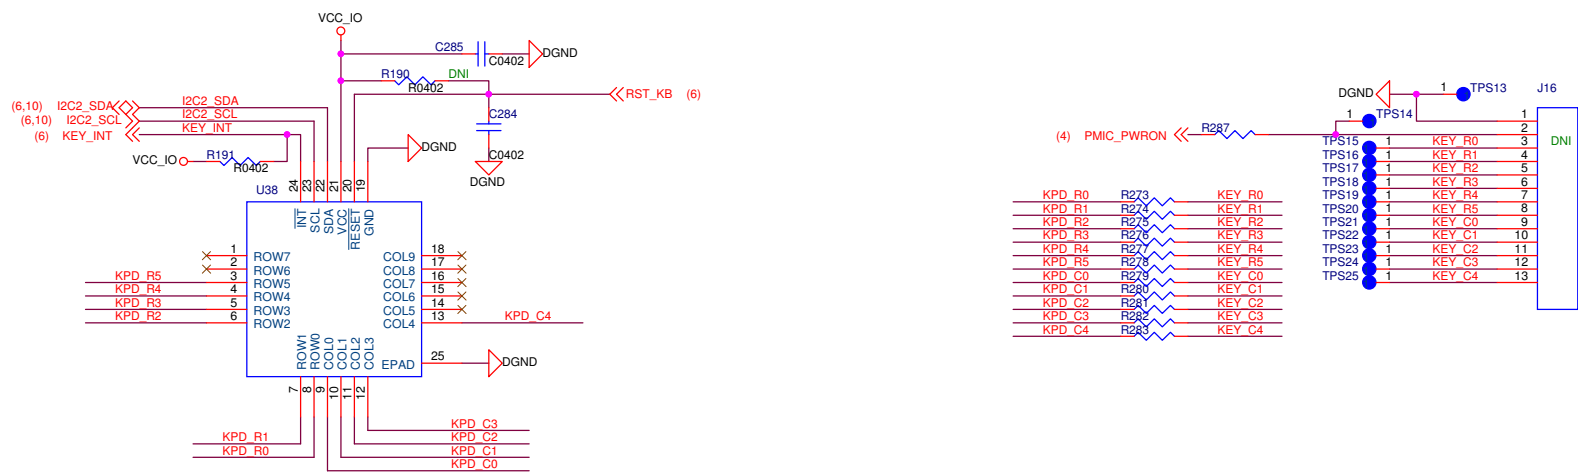 VCC_IO
C285
DGND
C0402
R190
DNI
R0402
RST_KB (6)
(6,10) I2C2_SDA
I2C2_SDA
(6,10) I2C2_SCL
I2C2_SCL
(6) KEY_INT
KEY_INT
C284
C0402
DGND
DGND
VCC_IO
R191
R0402
U38
24
23
22
21
20
19
INT
SCL
SDA
VCC
RESET
GND
1 ROW7
2 ROW6
KPD_R5 3 ROW5
KPD_R4 4 ROW4
KPD_R3 5 ROW3
KPD_R2 6 ROW2
COL9 18
COL8 17
COL7 16
COL6 15
COL5 14
COL4 13 KPD_C4
EPAD 25 DGND
ROW1
ROW0
COL0
COL1
COL2
COL3
7
8
9
10
11
12
KPD_R1
KPD_R0
KPD_C3
KPD_C2
KPD_C1
KPD_C0
KPD_R0 R273 KEY_R0
KPD_R1 R274 KEY_R1
KPD_R2 R275 KEY_R2
KPD_R3 R276 KEY_R3
KPD_R4 R277 KEY_R4
KPD_R5 R278 KEY_R5
KPD_C0 R279 KEY_C0
KPD_C1 R280 KEY_C1
KPD_C2 R281 KEY_C2
KPD_C3 R282 KEY_C3
KPD_C4 R283 KEY_C4
DGND
1 TPS13
J16
1 TPS14
(4) PMIC_PWRON
R287
1
2
DNI
TPS15 1 KEY_R0 3
TPS16 1 KEY_R1 4
TPS17 1 KEY_R2 5
TPS18 1 KEY_R3 6
TPS19 1 KEY_R4 7
TPS20 1 KEY_R5 8
TPS21 1 KEY_C0 9
TPS22 1 KEY_C1 10
TPS23 1 KEY_C2 11
TPS24 1 KEY_C3 12
TPS25 1 KEY_C4 13